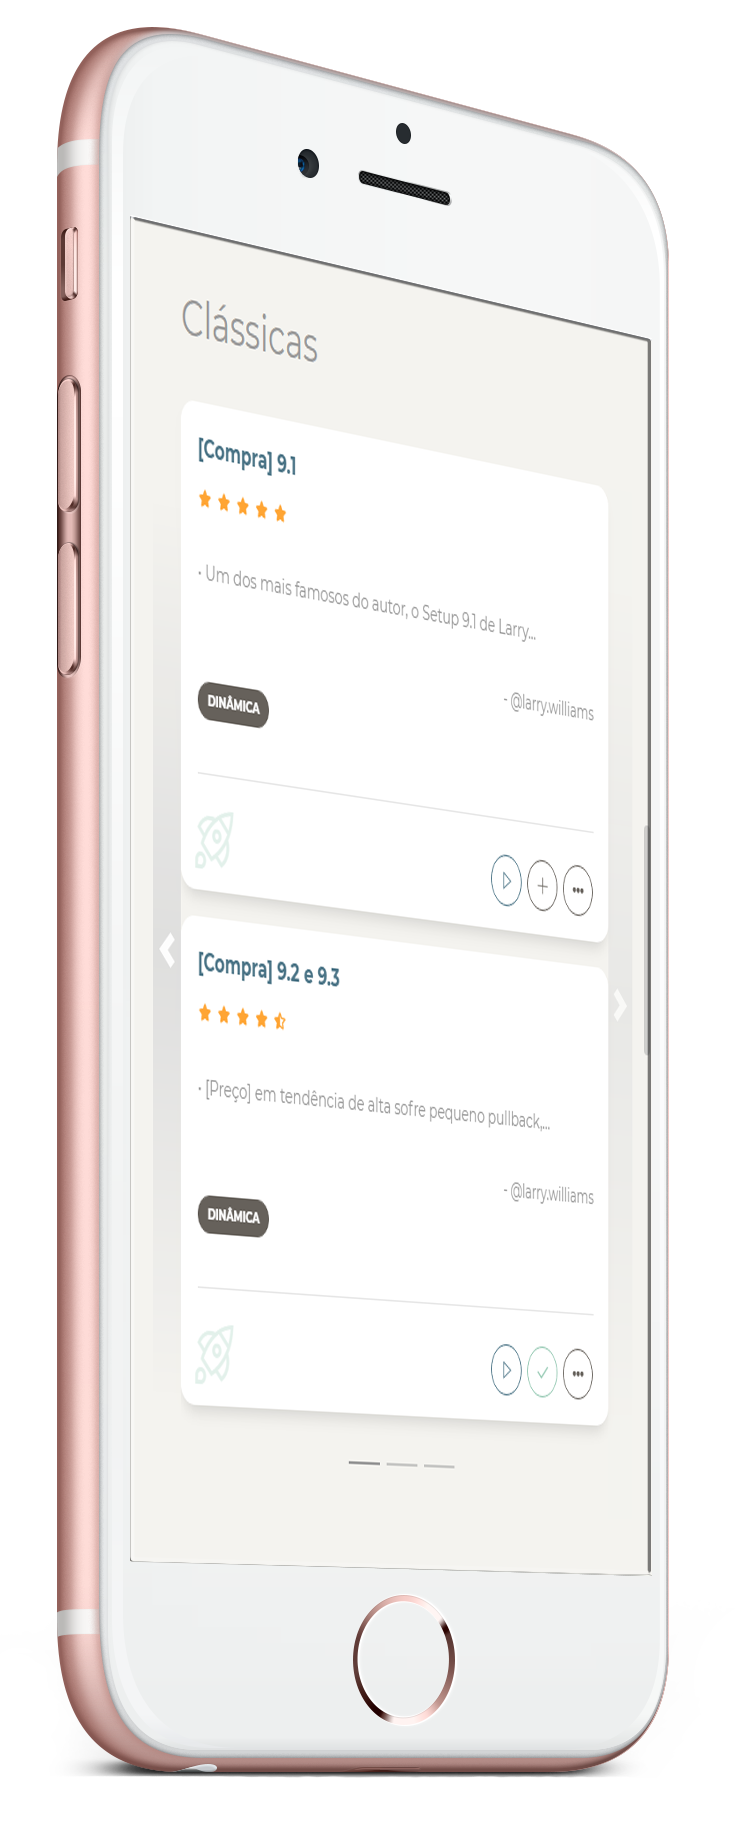 Clássicas
[Compra] 9.1
• Um dos mais famosos do autor, o Setup 9.1 de Larry...
- @larry.williams
DINÂMICA
[Compra] 9.2 e 9.3
• [Preço] em tendência de alta sofre pequeno pullback,...
- @larry.williams
DINÂMICA